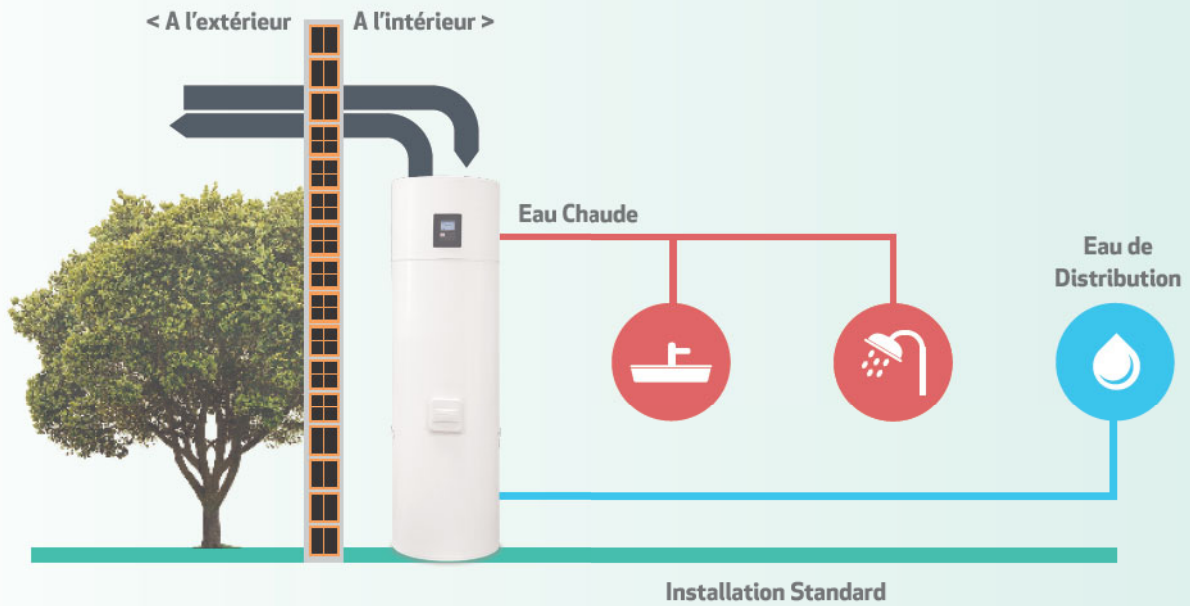 < A l’extérieur
A l’intérieur >
Eau Chaude
Eau de
Distribution
Installation Standard